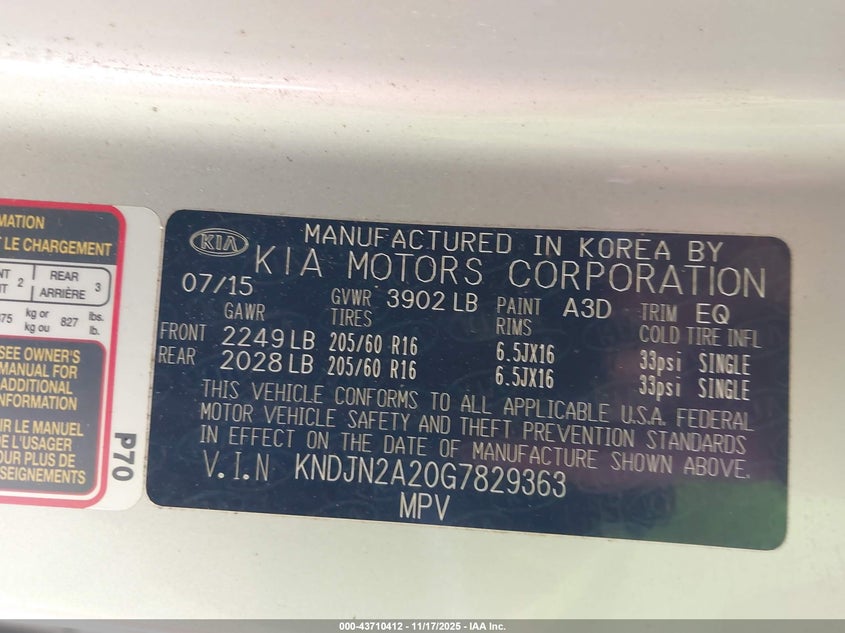 MATION
T LE CHARGEMENT
NT 2 REAR 3
ARRIÈRE
kg or 827 lbs.
kg ou lb.
SEE OWNER'S
MANUAL FOR
ADDITIONAL
INFORMATION
LE MANUEL
DE L'USAGER
POUR PLUS DE
SEIGNEMENTS
P70
KIA
MANUFACTURED IN KOREA BY
KIA MOTORS CORPORATION
07/15 GVWR 3902 LB PAINT A3D TRIM EQ
GAWR TIRES RIMS COLD TIRE INFL
FRONT 2249 LB 205/60 R16 6.5JX16 33psi SINGLE
REAR 2028 LB 205/60 R16 6.5JX16 33psi SINGLE
THIS VEHICLE CONFORMS TO ALL APPLICABLE U.S.A. FEDERAL
MOTOR VEHICLE SAFETY AND THEFT PREVENTION STANDARDS
IN EFFECT ON THE DATE OF MANUFACTURE SHOWN ABOVE.
V.I.N KNDJN2A20G7829363
MPV
000-43710412 - 11/17/2025 - IAA Inc.